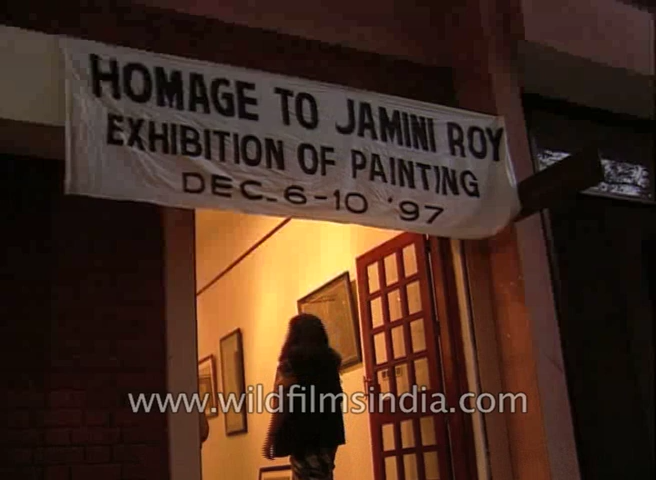 HOMAGE TO JAMINI ROY
EXHIBITION OF PAINTING
DEC. 6-10 '97
www.wildfilmsindia.com